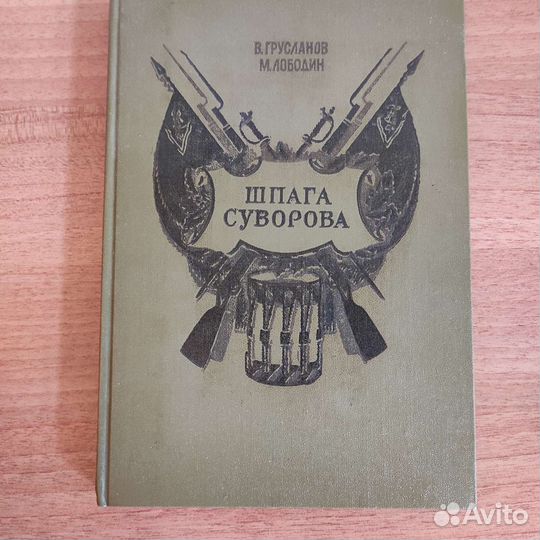 В. ГРУСЛАНОВ
М. ЛОБОДИН
ШПАГА
СУВОРОВА
Avito